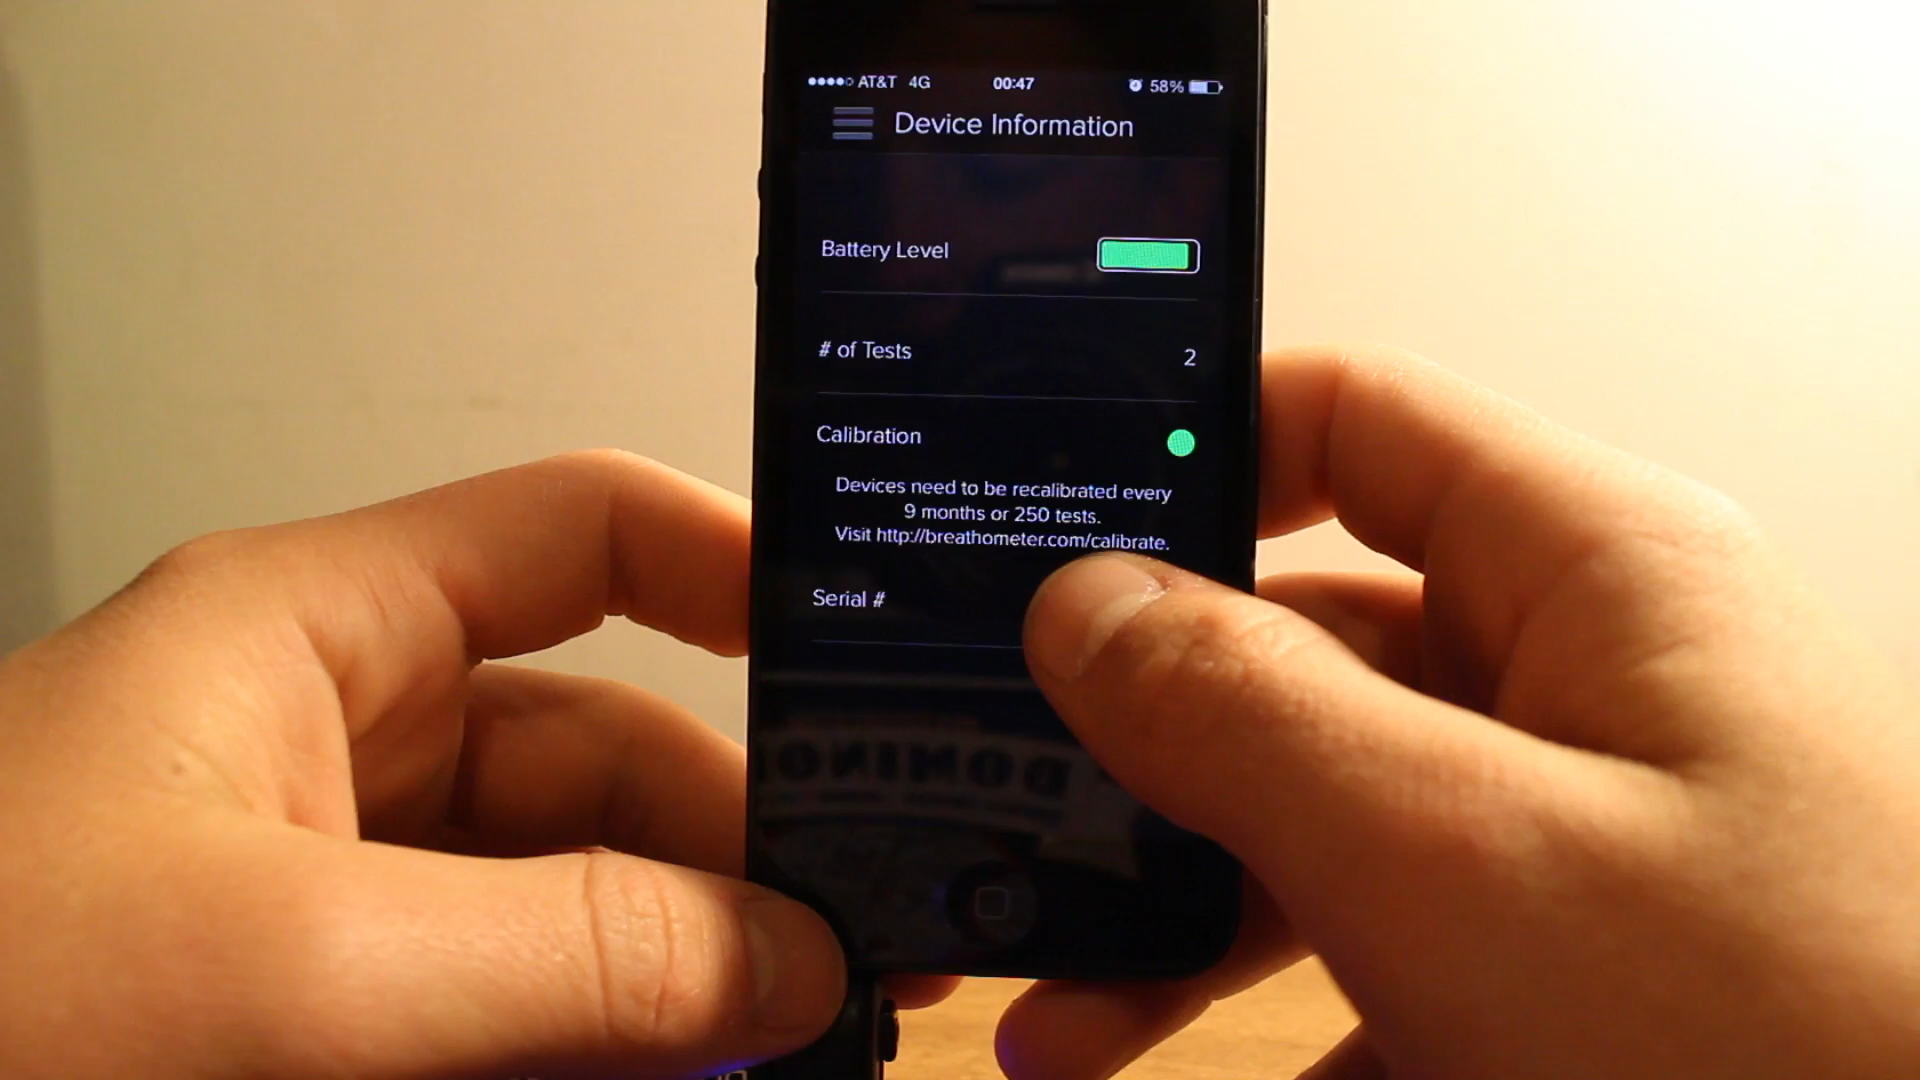 AT&T 4G 00:47 58%
Device Information
Battery Level
# of Tests 2
Calibration
Devices need to be recalibrated every
9 months or 250 tests.
Visit http://breathometer.com/calibrate.
Serial #
DOMINO